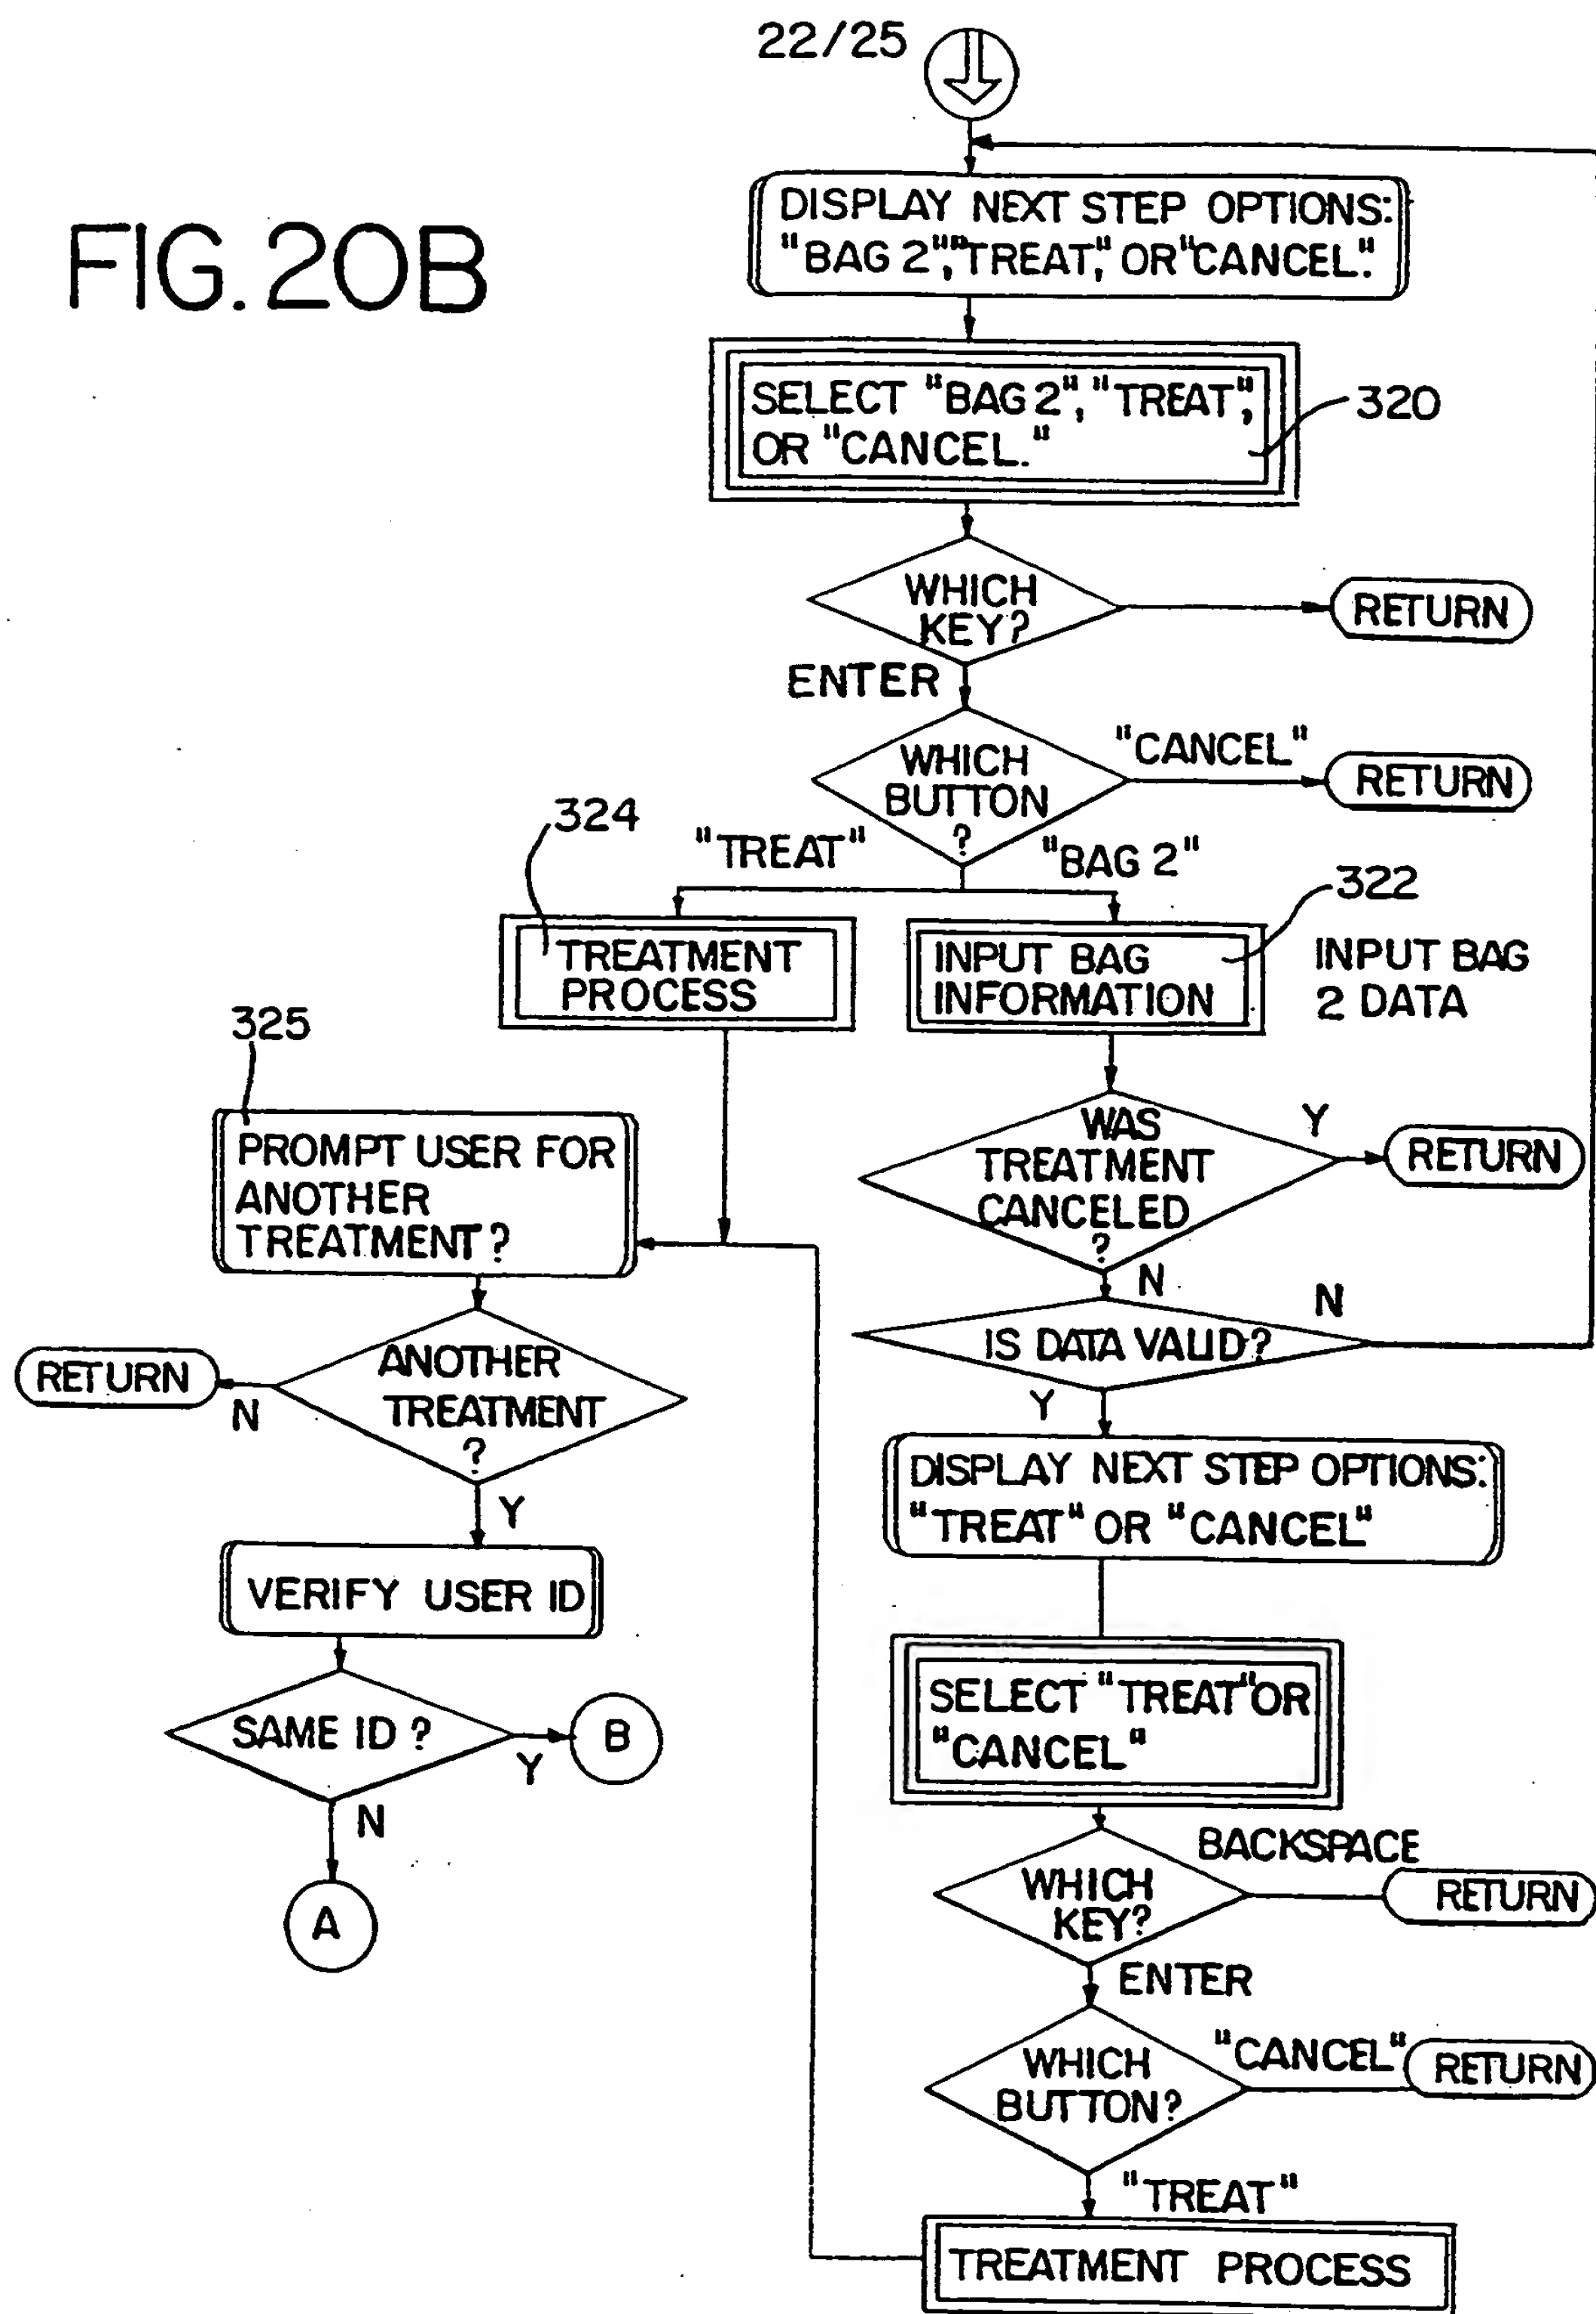 22/25
FIG. 20B
DISPLAY NEXT STEP OPTIONS:
"BAG 2","TREAT," OR "CANCEL."
SELECT "BAG 2", "TREAT",
OR "CANCEL."
320
WHICH
KEY?
RETURN
ENTER
WHICH
BUTTON
?
"CANCEL"
RETURN
324
"TREAT"
"BAG 2"
322
TREATMENT
PROCESS
INPUT BAG
INFORMATION
INPUT BAG
2 DATA
325
PROMPT USER FOR
ANOTHER
TREATMENT?
WAS
TREATMENT
CANCELED
?
Y
RETURN
N
IS DATA VALID?
N
Y
ANOTHER
TREATMENT
?
RETURN
N
Y
DISPLAY NEXT STEP OPTIONS:
"TREAT" OR "CANCEL"
VERIFY USER ID
SELECT "TREAT" OR
"CANCEL"
SAME ID?
Y
B
N
A
WHICH
KEY?
BACKSPACE
RETURN
ENTER
WHICH
BUTTON?
"CANCEL"
RETURN
"TREAT"
TREATMENT PROCESS